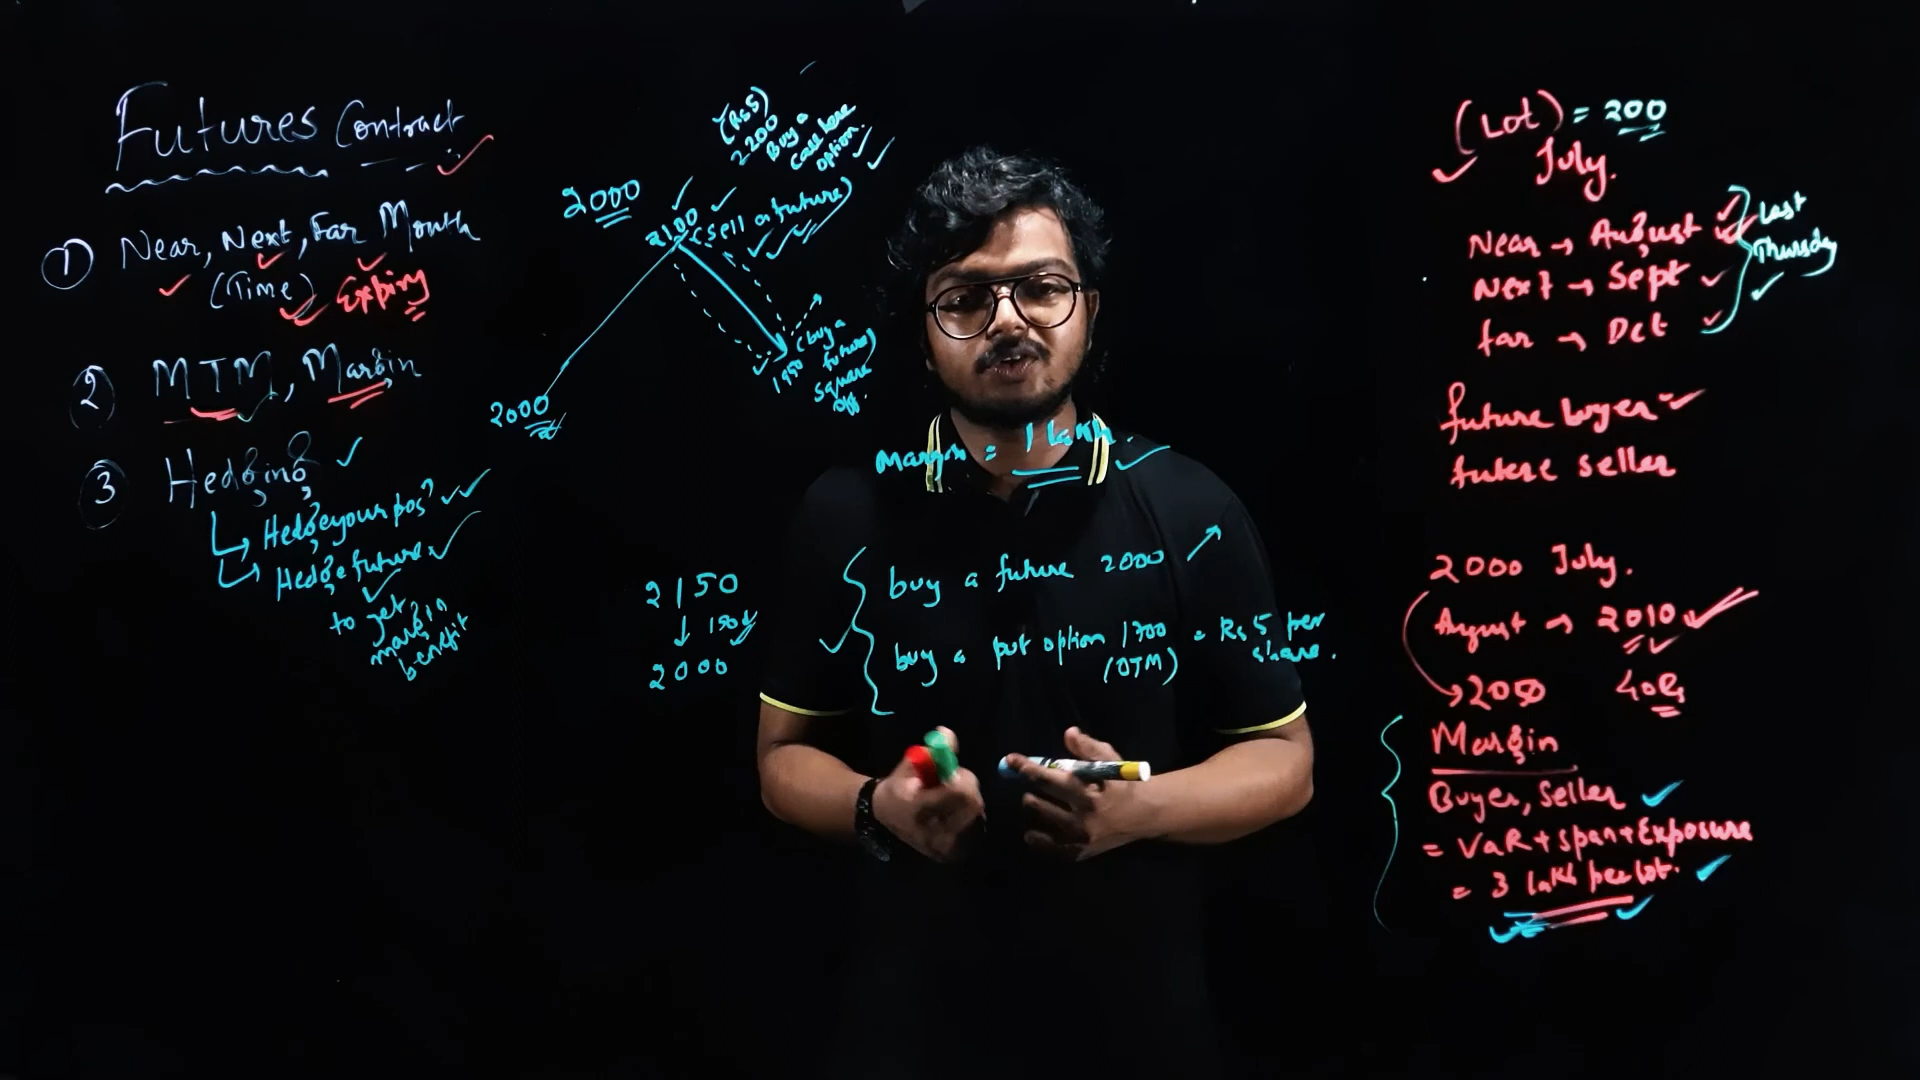 Futures Contract
① Near, Next, Far Month
(Time) Expiry
② MTM, Margin
③ Hedging
Hedge your pos?
Hedge future
to get
margin
benefit
2000
2000
2100 (sell a future)
(Rs5)
2200
Buy a
call
option.
1950
(buy a
future)
square
off.
Margin = 1 lakh.
2150
↓ 150
2000
buy a future 2000
buy a put option 1700 = Rs 5 per
(OTM) share.
(Lot) = 200
July.
Near → August
Next → Sept
far → Oct
Last
Thursday
future buyer
future seller
2000 July.
August → 2010
Margin
Buyer, Seller
= VaR + Span + Exposure
= 3 lakh per lot.